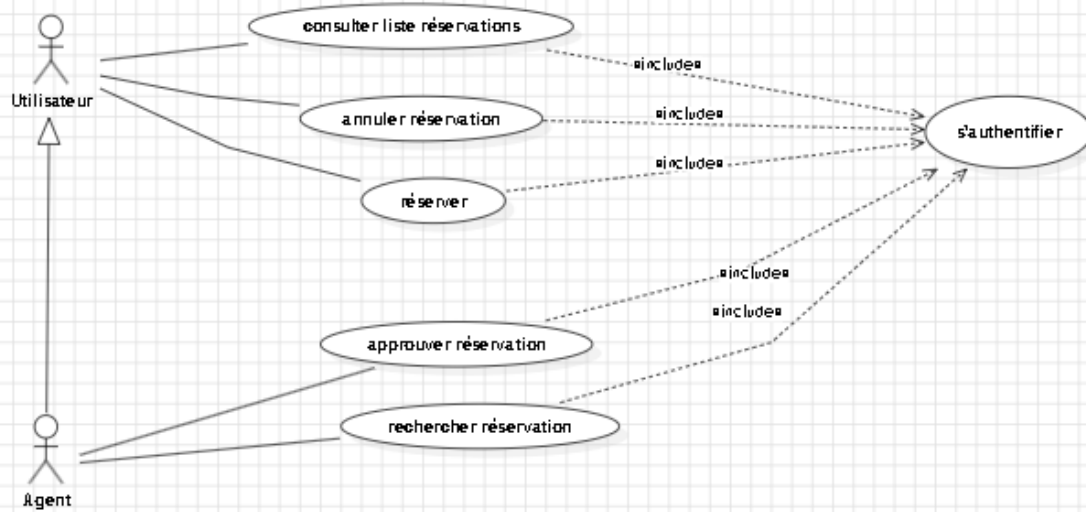 consulter liste réservations
«include»
Utilisateur
annuler réservation
«include»
s'authentifier
«include»
réserver
«include»
«include»
approuver réservation
rechercher réservation
Agent